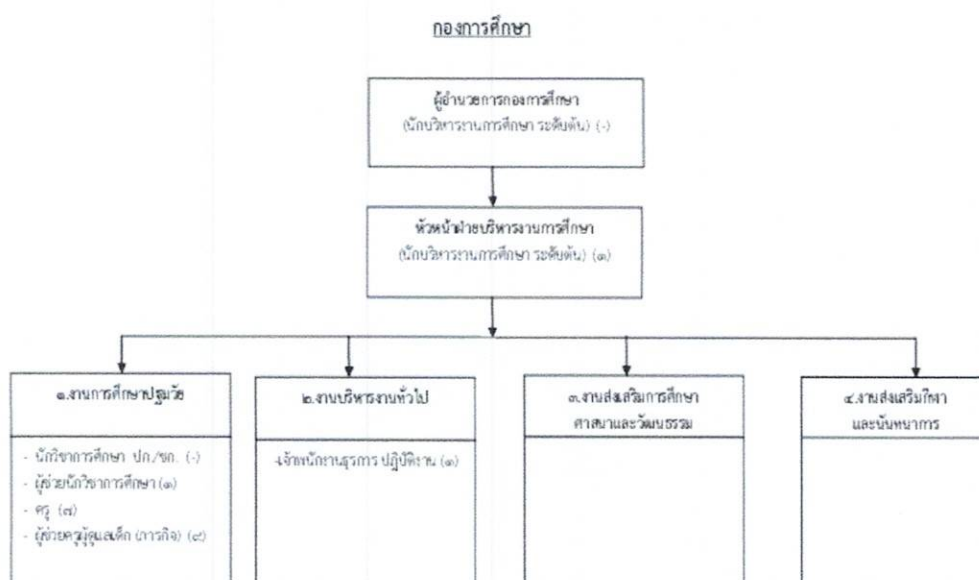 กองการศึกษา
ผู้อำนวยการกองการศึกษา
(นักบริหารงานการศึกษา ระดับต้น) (-)
หัวหน้าฝ่ายบริหารงานการศึกษา
(นักบริหารงานการศึกษา ระดับต้น) (๑)
๑.งานการศึกษาปฐมวัย
- นักวิชาการศึกษา ปก./ชก. (-)
- ผู้ช่วยนักวิชาการศึกษา (๑)
- ครู (๗)
- ผู้ช่วยครูผู้ดูแลเด็ก (ภารกิจ) (๙)
๒.งานบริหารงานทั่วไป
-เจ้าพนักงานธุรการ ปฏิบัติงาน (๑)
๓.งานส่งเสริมการศึกษา
ศาสนาและวัฒนธรรม
๔.งานส่งเสริมกีฬา
และนันทนาการ